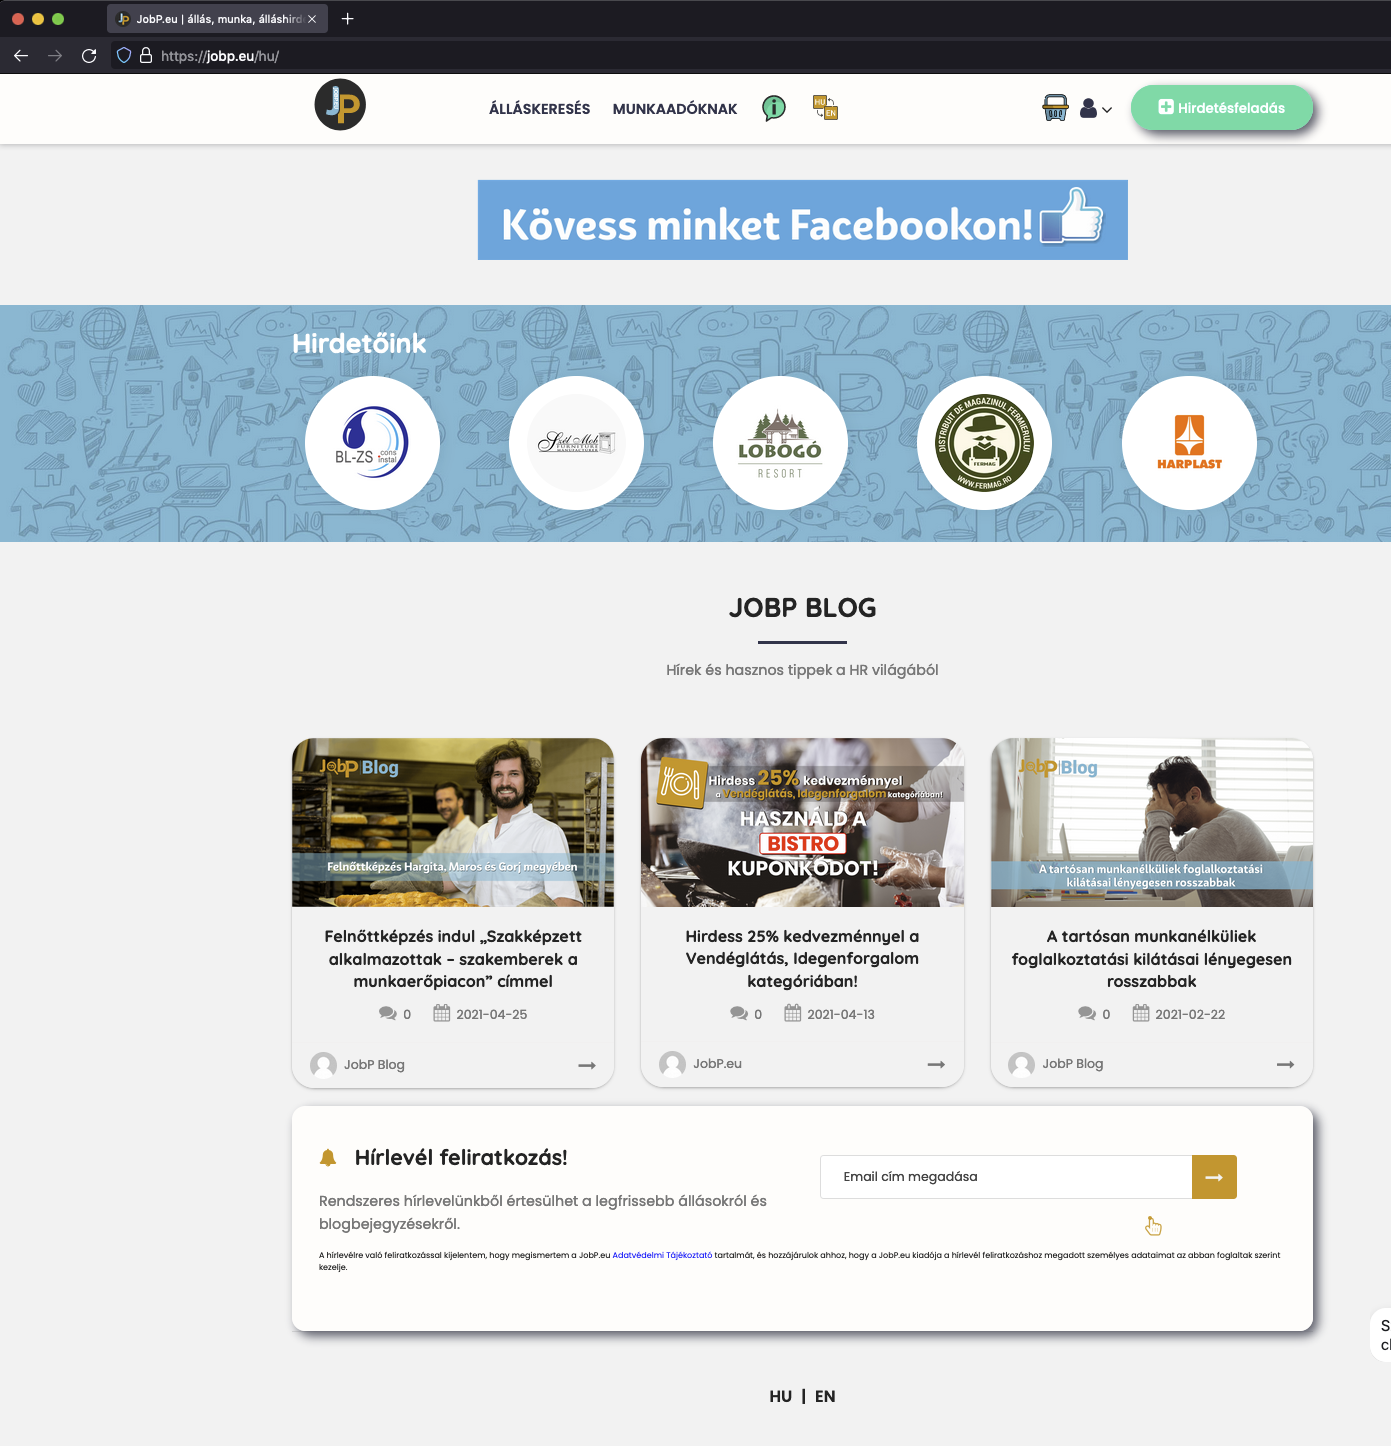 JobP.eu | állás, munka, álláshird
https://jobp.eu/hu/
JP
ÁLLÁSKERESÉS
MUNKAADÓKNAK
i
HU
EN
Hirdetésfeladás
Kövess minket Facebookon!
Hirdetőink
BL-ZS cons
instal
Szél Mob
FURNITURE
MANUFACTURER
LOBOGÓ
RESORT
DISTRIBUIT DE MAGAZINUL FERMIERULUI
FERMAG
WWW.FERMAG.RO
HARPLAST
JOBP BLOG
Hírek és hasznos tippek a HR világából
JobP|Blog
Felnőttképzés Hargita, Maros és Gorj megyében
Felnőttképzés indul „Szakképzett
alkalmazottak – szakemberek a
munkaerőpiacon” címmel
0 2021-04-25
JobP Blog
Hirdess 25% kedvezménnyel
a Vendéglátás, Idegenforgalom kategóriában!
HASZNÁLD A
BISTRO
KUPONKÓDOT!
Hirdess 25% kedvezménnyel a
Vendéglátás, Idegenforgalom
kategóriában!
0 2021-04-13
JobP.eu
JobP|Blog
A tartósan munkanélküliek foglalkoztatási
kilátásai lényegesen rosszabbak
A tartósan munkanélküliek
foglalkoztatási kilátásai lényegesen
rosszabbak
0 2021-02-22
JobP Blog
Hírlevél feliratkozás!
Rendszeres hírlevelünkből értesülhet a legfrissebb állásokról és
blogbejegyzésekről.
Email cím megadása
A hírlevélre való feliratkozással kijelentem, hogy megismertem a JobP.eu Adatvédelmi Tájékoztató tartalmát, és hozzájárulok ahhoz, hogy a JobP.eu kiadója a hírlevél feliratkozáshoz megadott személyes adataimat az abban foglaltak szerint
kezelje.
HU | EN